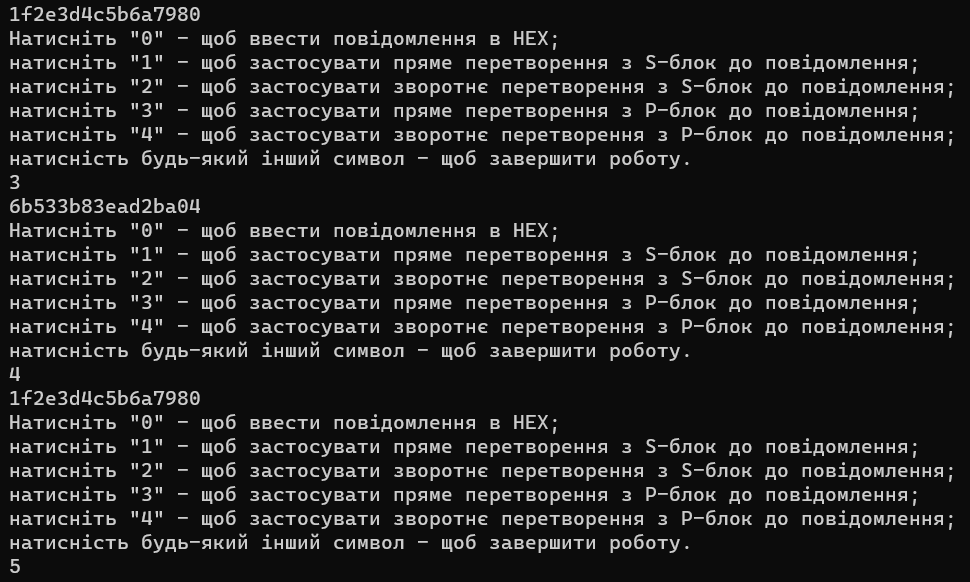 1f2e3d4c5b6a7980
Натисніть "0" - щоб ввести повідомлення в HEX;
натисніть "1" - щоб застосувати пряме перетворення з S-блок до повідомлення;
натисніть "2" - щоб застосувати зворотнє перетворення з S-блок до повідомлення;
натисніть "3" - щоб застосувати пряме перетворення з P-блок до повідомлення;
натисніть "4" - щоб застосувати зворотнє перетворення з P-блок до повідомлення;
натисність будь-який інший символ - щоб завершити роботу.
3
6b533b83ead2ba04
Натисніть "0" - щоб ввести повідомлення в HEX;
натисніть "1" - щоб застосувати пряме перетворення з S-блок до повідомлення;
натисніть "2" - щоб застосувати зворотнє перетворення з S-блок до повідомлення;
натисніть "3" - щоб застосувати пряме перетворення з P-блок до повідомлення;
натисніть "4" - щоб застосувати зворотнє перетворення з P-блок до повідомлення;
натисність будь-який інший символ - щоб завершити роботу.
4
1f2e3d4c5b6a7980
Натисніть "0" - щоб ввести повідомлення в HEX;
натисніть "1" - щоб застосувати пряме перетворення з S-блок до повідомлення;
натисніть "2" - щоб застосувати зворотнє перетворення з S-блок до повідомлення;
натисніть "3" - щоб застосувати пряме перетворення з P-блок до повідомлення;
натисніть "4" - щоб застосувати зворотнє перетворення з P-блок до повідомлення;
натисність будь-який інший символ - щоб завершити роботу.
5